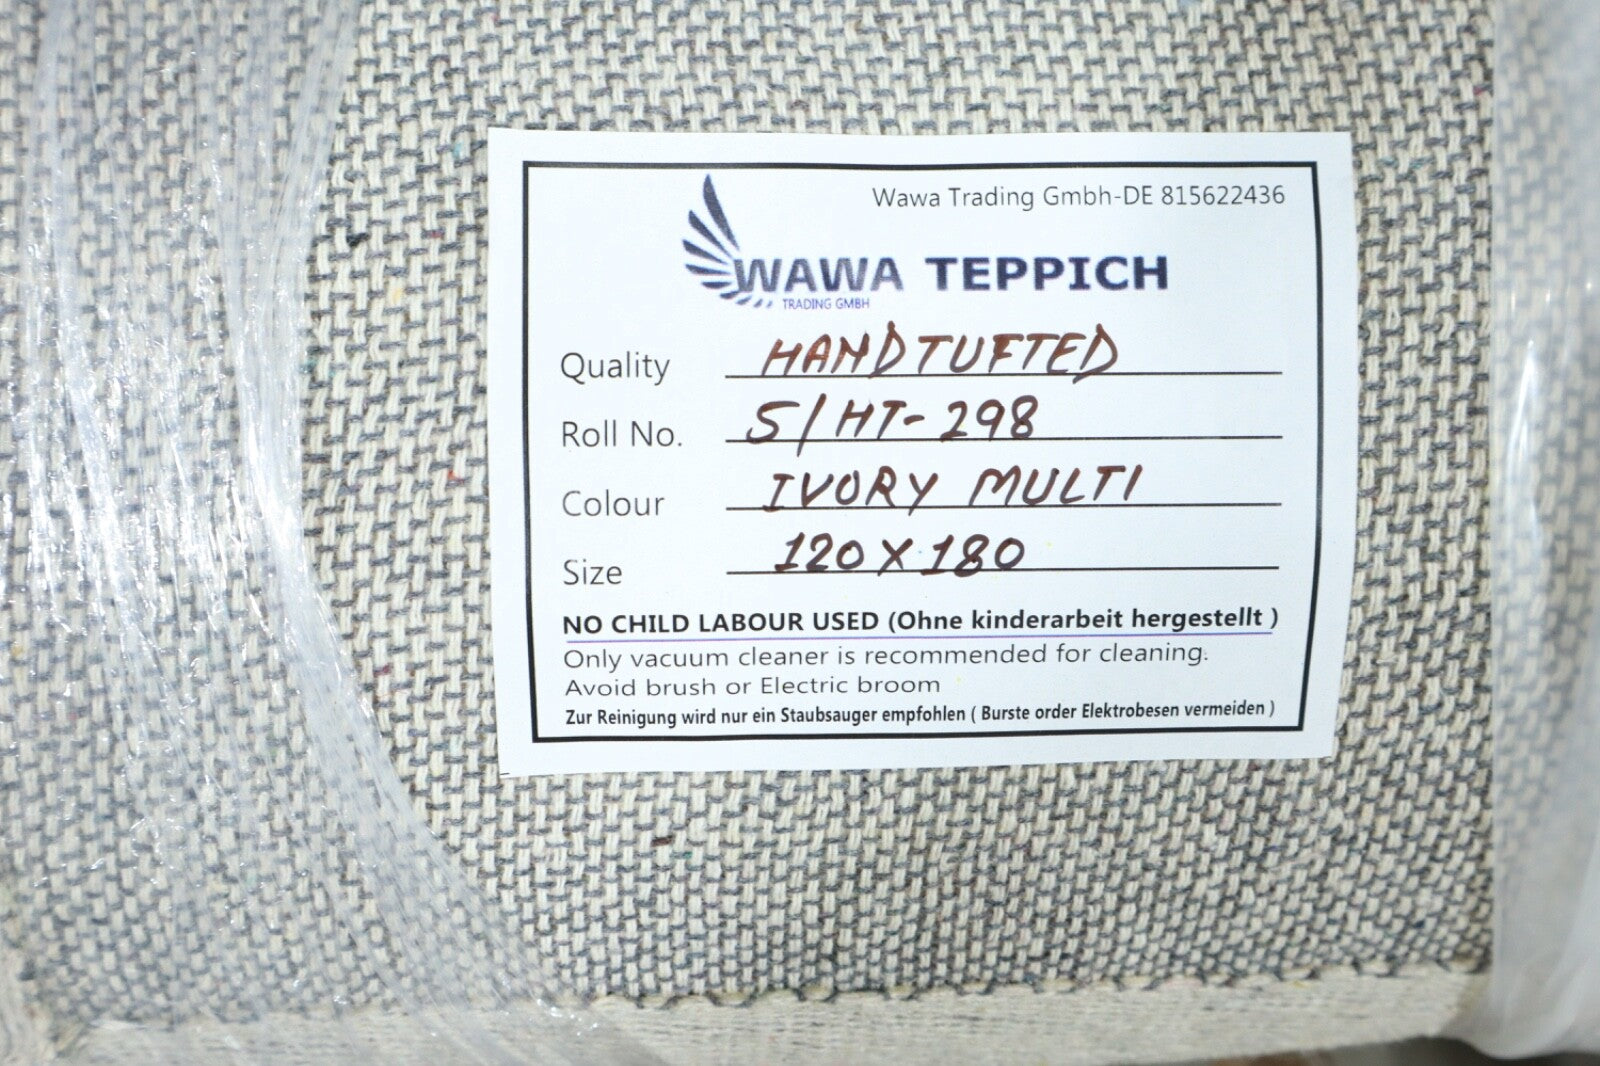 Wawa Trading Gmbh-DE 815622436
WAWA TEPPICH
TRADING GMBH
Quality HANDTUFTED
Roll No. S/HT-298
Colour IVORY MULTI
Size 120 X 180
NO CHILD LABOUR USED (Ohne kinderarbeit hergestellt )
Only vacuum cleaner is recommended for cleaning.
Avoid brush or Electric broom
Zur Reinigung wird nur ein Staubsauger empfohlen ( Burste order Elektrobesen vermeiden )